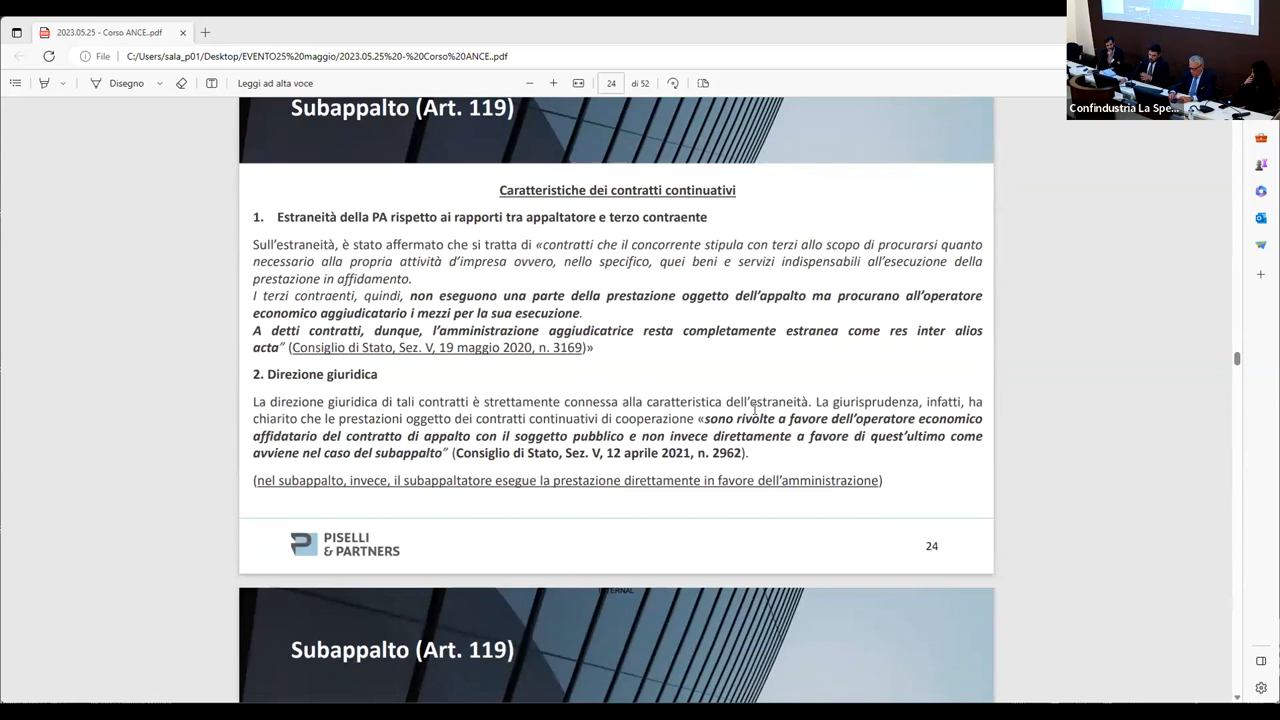 2023.05.25 - Corso ANCE..pdf
File
C:/Users/sala_p01/Desktop/EVENTO25%20maggio/2023.05.25%20-%20Corso%20ANCE..pdf
Disegno
Leggi ad alta voce
24
di 52
Confindustria La Spe...
Subappalto (Art. 119)
Caratteristiche dei contratti continuativi
1. Estraneità della PA rispetto ai rapporti tra appaltatore e terzo contraente
Sull'estraneità, è stato affermato che si tratta di «contratti che il concorrente stipula con terzi allo scopo di procurarsi quanto
necessario alla propria attività d'impresa ovvero, nello specifico, quei beni e servizi indispensabili all'esecuzione della
prestazione in affidamento.
I terzi contraenti, quindi, non eseguono una parte della prestazione oggetto dell'appalto ma procurano all'operatore
economico aggiudicatario i mezzi per la sua esecuzione.
A detti contratti, dunque, l'amministrazione aggiudicatrice resta completamente estranea come res inter alios
acta" (Consiglio di Stato, Sez. V, 19 maggio 2020, n. 3169)»
2. Direzione giuridica
La direzione giuridica di tali contratti è strettamente connessa alla caratteristica dell'estraneità. La giurisprudenza, infatti, ha
chiarito che le prestazioni oggetto dei contratti continuativi di cooperazione «sono rivolte a favore dell'operatore economico
affidatario del contratto di appalto con il soggetto pubblico e non invece direttamente a favore di quest'ultimo come
avviene nel caso del subappalto" (Consiglio di Stato, Sez. V, 12 aprile 2021, n. 2962).
(nel subappalto, invece, il subappaltatore esegue la prestazione direttamente in favore dell'amministrazione)
PISELLI
& PARTNERS
24
Subappalto (Art. 119)